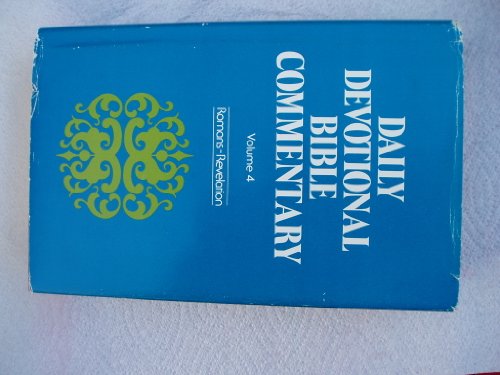 DAILY
DEVOTIONAL
BIBLE
COMMENTARY
Volume 4
Romans-Revelation